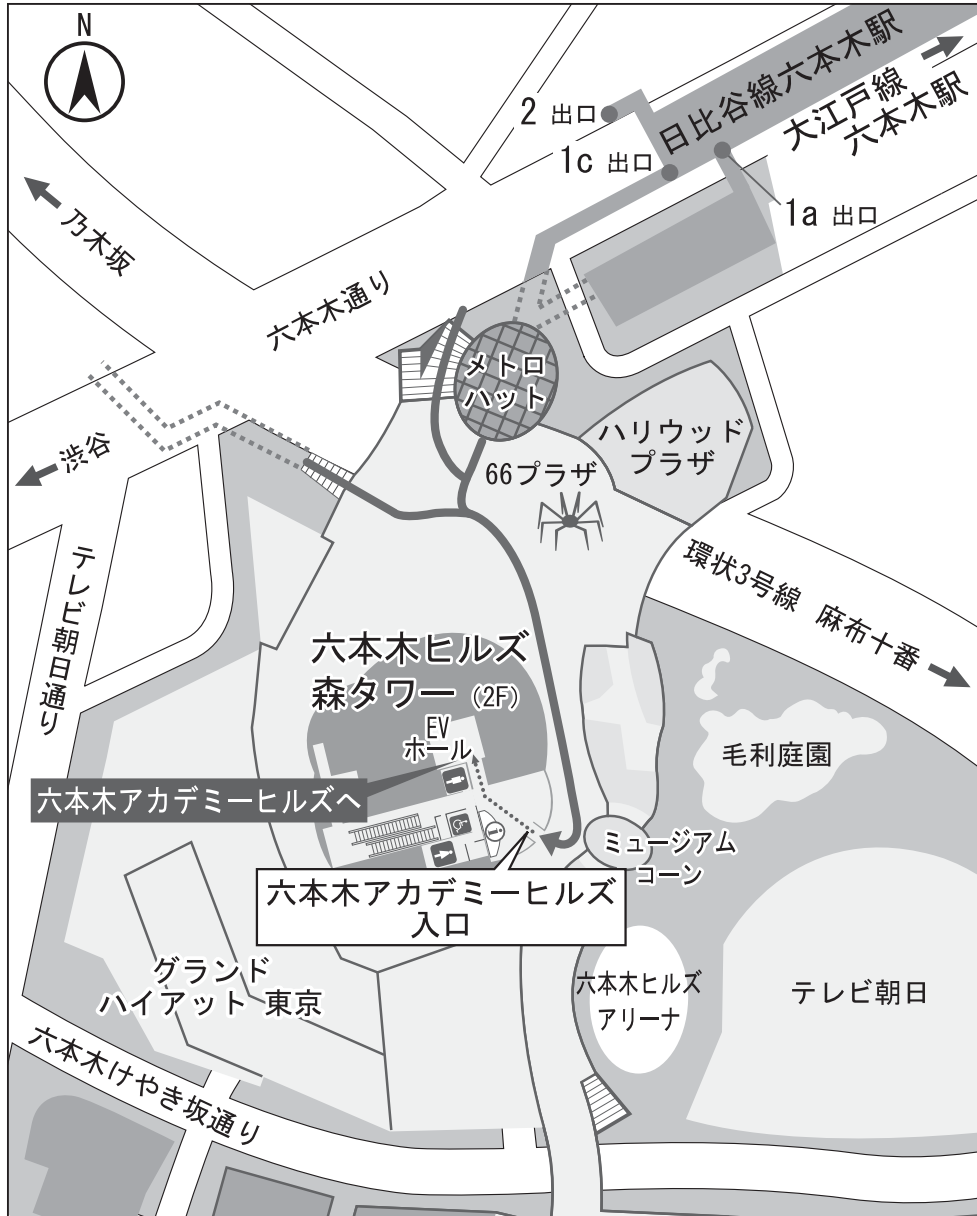 N
日比谷線六本木駅
大江戸線
六本木駅
2 出口
1c 出口
1a 出口
乃木坂
六本木通り
メトロ
ハット
ハリウッド
プラザ
渋谷
66プラザ
環状3号線 麻布十番
テレビ朝日通り
六本木ヒルズ
森タワー (2F)
EV
ホール
毛利庭園
六本木アカデミーヒルズへ
i
ミュージアム
コーン
六本木アカデミーヒルズ
入口
グランド
ハイアット 東京
六本木ヒルズ
アリーナ
テレビ朝日
六本木けやき坂通り